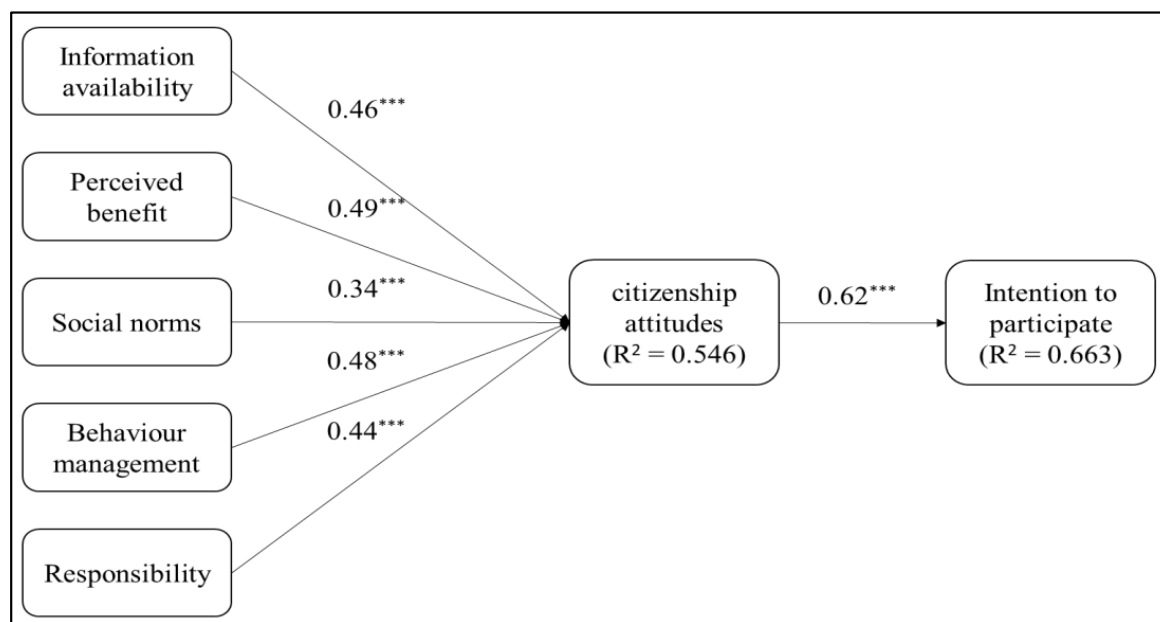 Information
availability
0.46***
Perceived
benefit
0.49***
Social norms
0.34***
Behaviour
management
0.48***
Responsibility
0.44***
citizenship
attitudes
(R² = 0.546)
0.62***
Intention to
participate
(R² = 0.663)